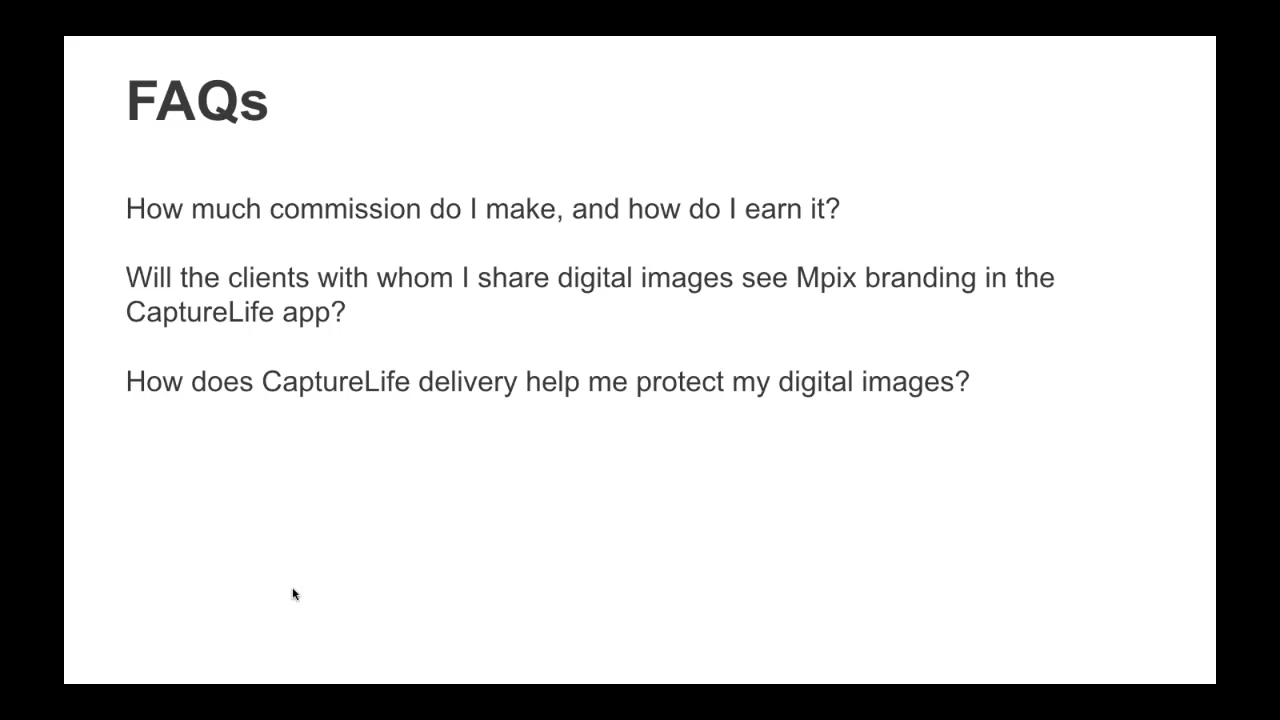 FAQs
How much commission do I make, and how do I earn it?
Will the clients with whom I share digital images see Mpix branding in the
CaptureLife app?
How does CaptureLife delivery help me protect my digital images?